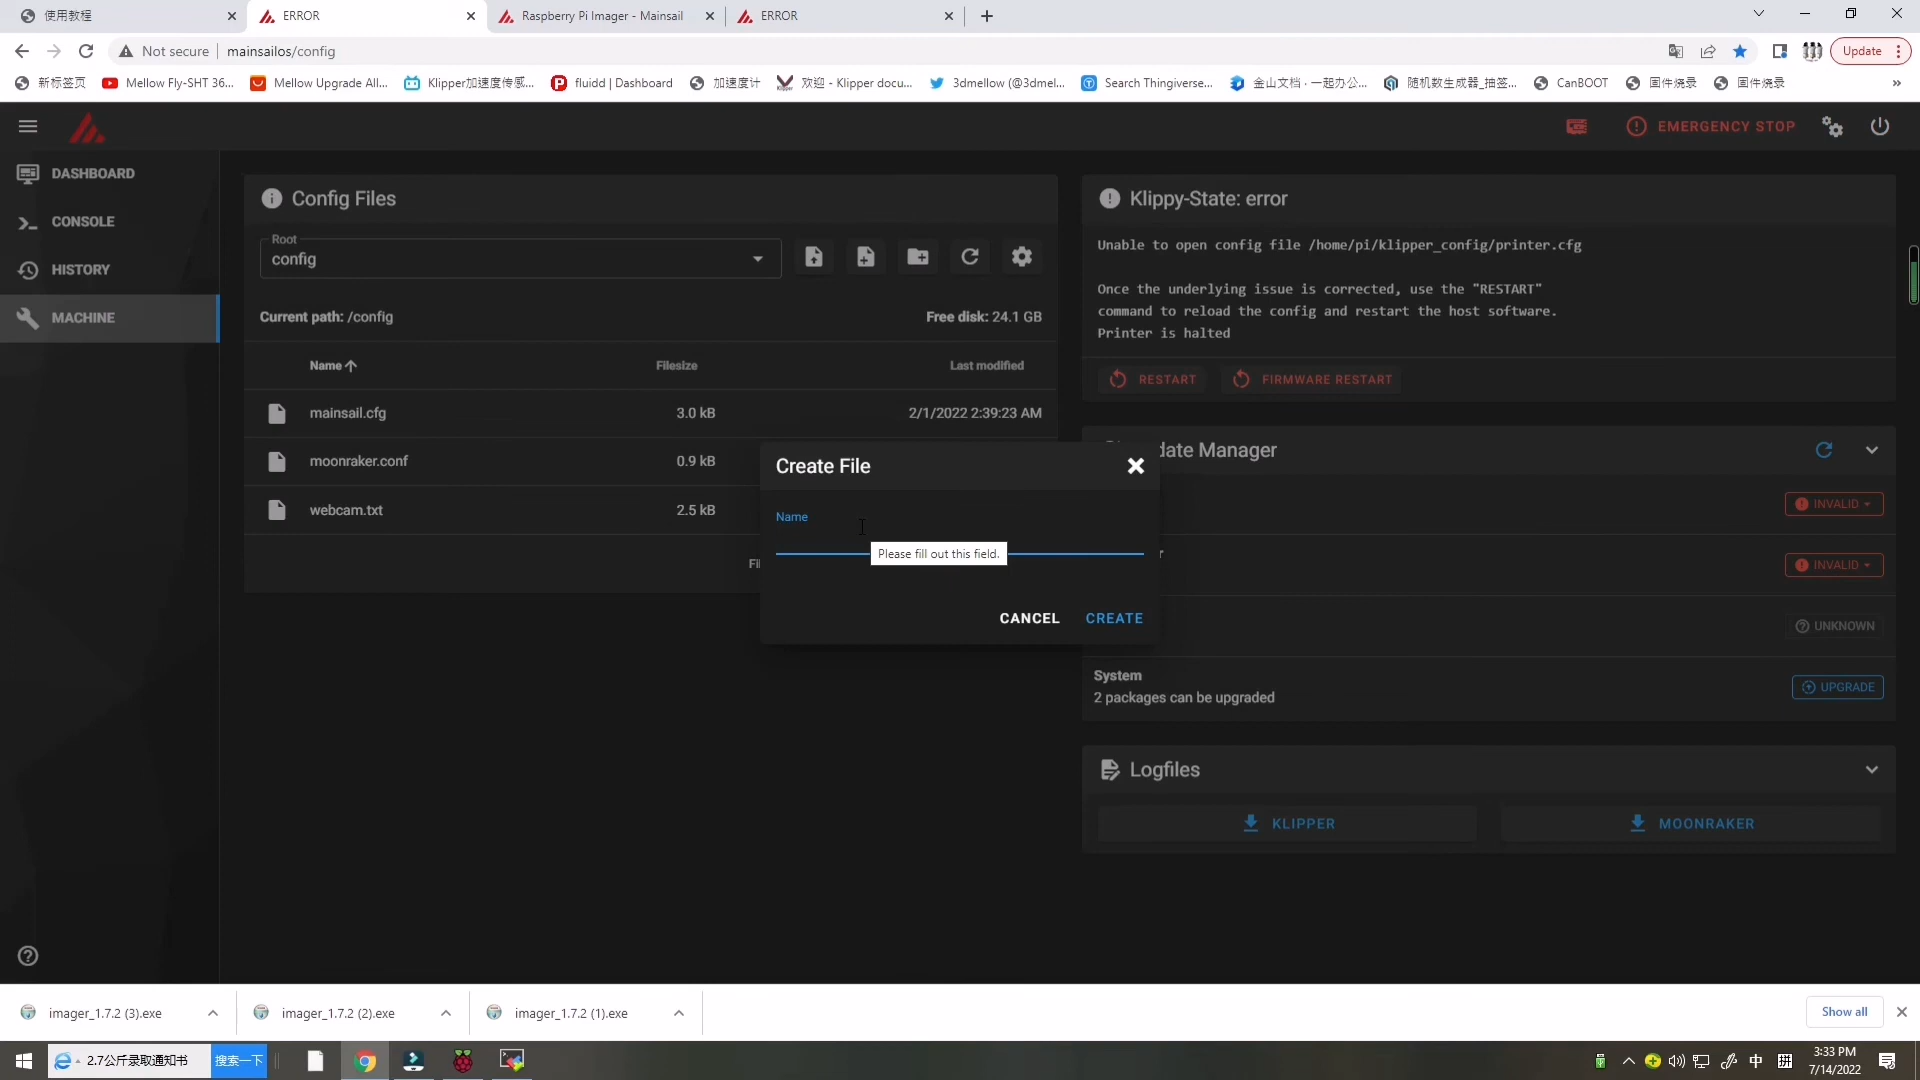 使用教程
ERROR
Raspberry Pi Imager - Mainsail
ERROR
Not secure
mainsailos/config
Update
新标签页
Mellow Fly-SHT 36...
Mellow Upgrade All...
Klipper加速度传感...
fluidd | Dashboard
加速度计
欢迎 - Klipper docu...
3dmellow (@3dmel...
Search Thingiverse...
金山文档 · 一起办公...
随机数生成器_抽签...
CanBOOT
固件烧录
固件烧录
EMERGENCY STOP
DASHBOARD
CONSOLE
HISTORY
MACHINE
Config Files
Root
config
Current path: /config
Free disk: 24.1 GB
Name
Filesize
Last modified
mainsail.cfg
3.0 kB
2/1/2022 2:39:23 AM
moonraker.conf
0.9 kB
webcam.txt
2.5 kB
Klippy-State: error
Unable to open config file /home/pi/klipper_config/printer.cfg
Once the underlying issue is corrected, use the "RESTART"
command to reload the config and restart the host software.
Printer is halted
RESTART
FIRMWARE RESTART
date Manager
INVALID
INVALID
UNKNOWN
System
2 packages can be upgraded
UPGRADE
Logfiles
KLIPPER
MOONRAKER
Create File
Name
Please fill out this field.
CANCEL
CREATE
imager_1.7.2 (3).exe
imager_1.7.2 (2).exe
imager_1.7.2 (1).exe
Show all
2.7公斤录取通知书
搜索一下
中
拼
3:33 PM
7/14/2022